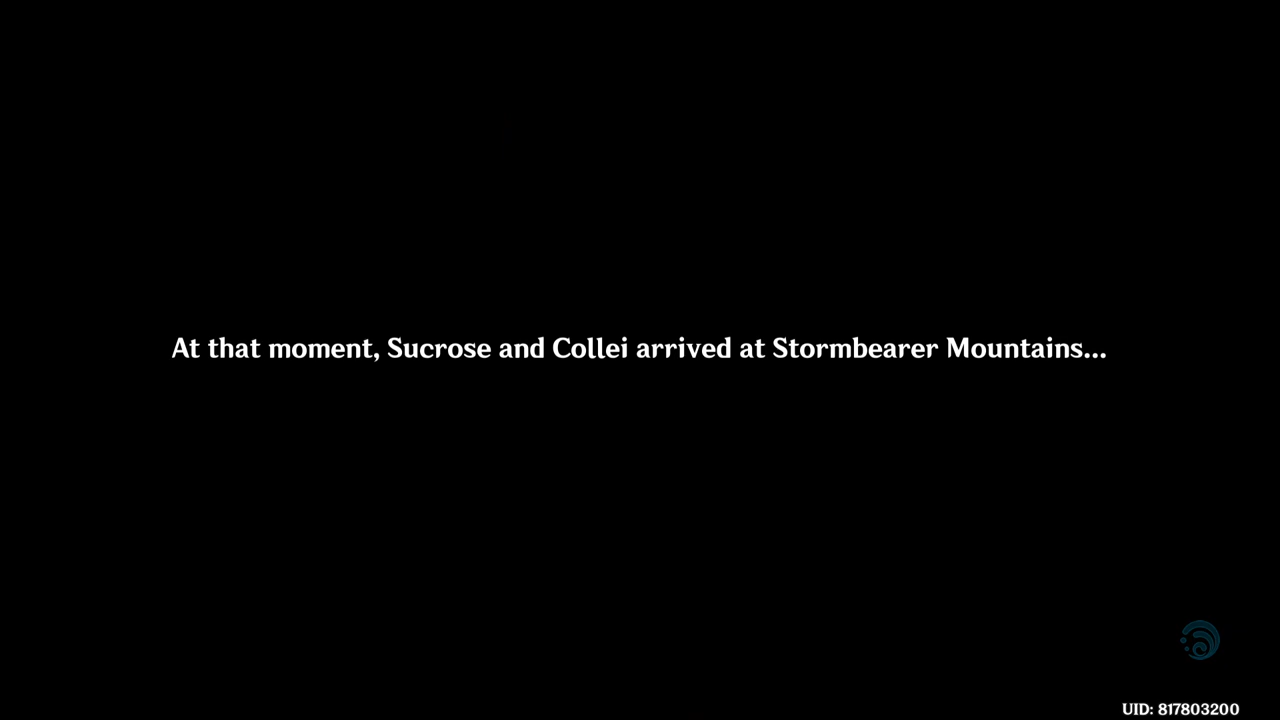 At that moment, Sucrose and Collei arrived at Stormbearer Mountains...
UID: 817803200